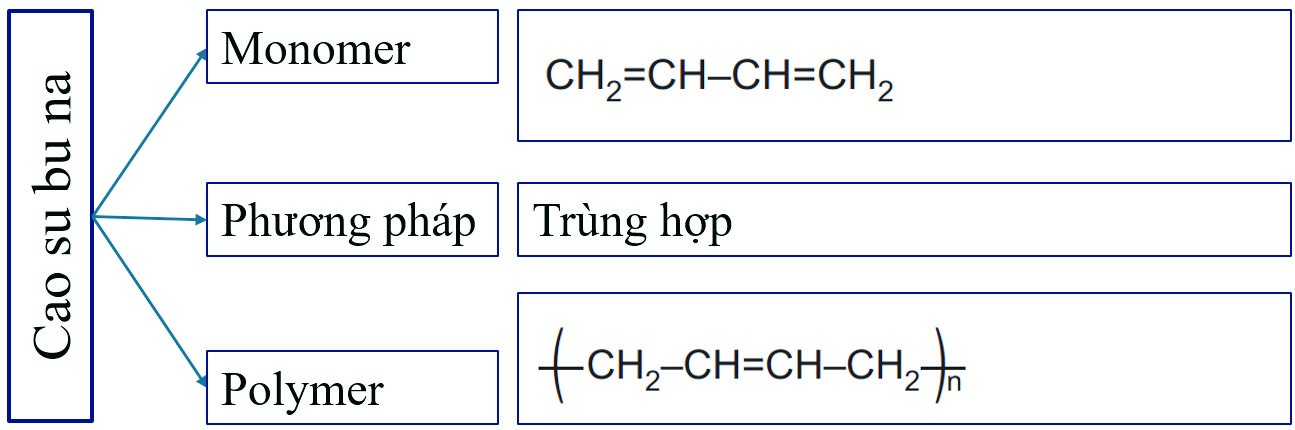 Cao su bu na
Monomer
CH₂=CH–CH=CH₂
Phương pháp
Trùng hợp
Polymer
(CH₂–CH=CH–CH₂)n